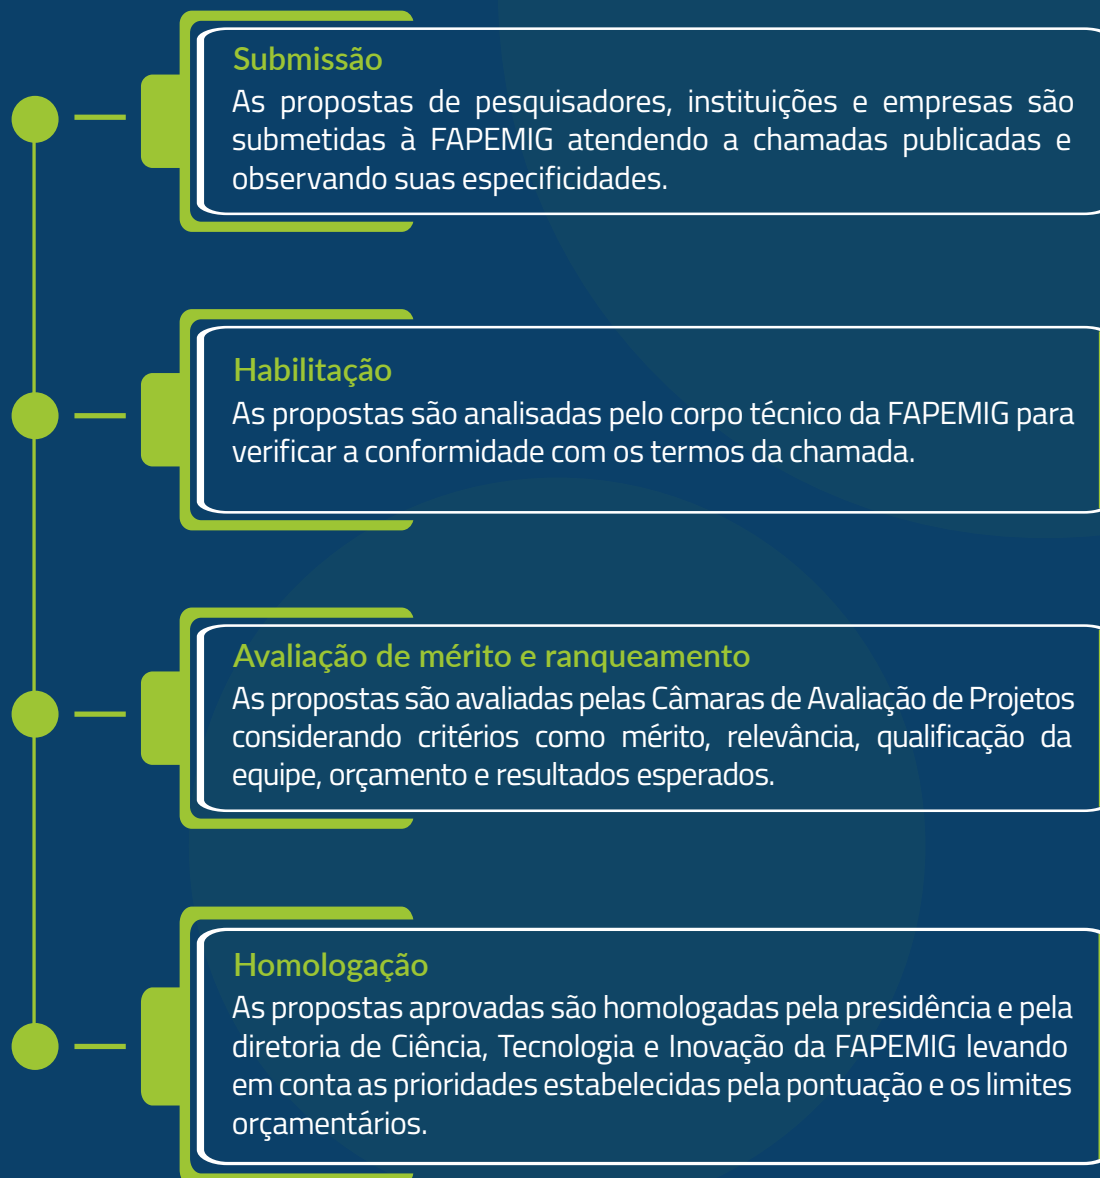 Submissão
As propostas de pesquisadores, instituições e empresas são
submetidas à FAPEMIG atendendo a chamadas publicadas e
observando suas especificidades.
Habilitação
As propostas são analisadas pelo corpo técnico da FAPEMIG para
verificar a conformidade com os termos da chamada.
Avaliação de mérito e ranqueamento
As propostas são avaliadas pelas Câmaras de Avaliação de Projetos
considerando critérios como mérito, relevância, qualificação da
equipe, orçamento e resultados esperados.
Homologação
As propostas aprovadas são homologadas pela presidência e pela
diretoria de Ciência, Tecnologia e Inovação da FAPEMIG levando
em conta as prioridades estabelecidas pela pontuação e os limites
orçamentários.